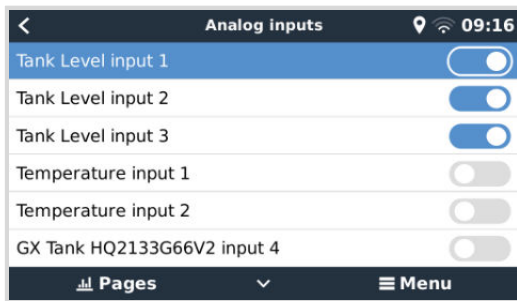 Analog inputs 09:16
Tank Level input 1
Tank Level input 2
Tank Level input 3
Temperature input 1
Temperature input 2
GX Tank HQ2133G66V2 input 4
Pages Menu